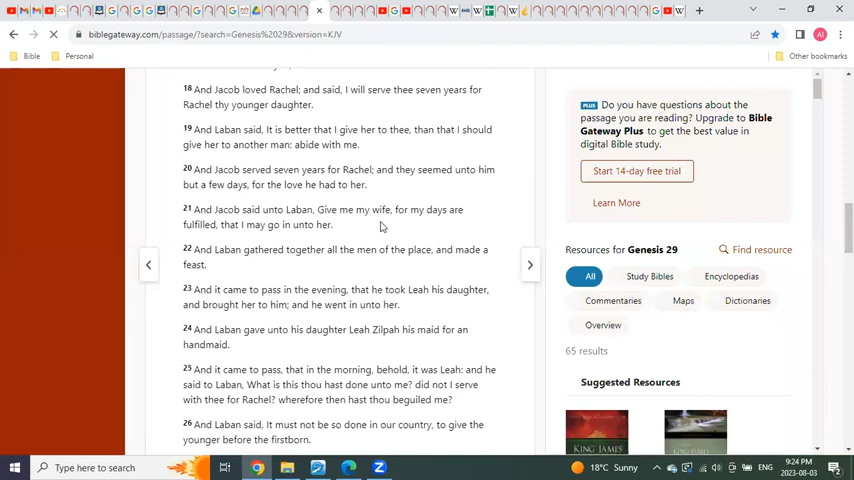 biblegateway.com/passage/?search=Genesis%2029&version=KJV
AI
Bible
Personal
Other bookmarks
18 And Jacob loved Rachel; and said, I will serve thee seven years for
Rachel thy younger daughter.
19 And Laban said, It is better that I give her to thee, than that I should
give her to another man: abide with me.
20 And Jacob served seven years for Rachel; and they seemed unto him
but a few days, for the love he had to her.
21 And Jacob said unto Laban, Give me my wife, for my days are
fulfilled, that I may go in unto her.
22 And Laban gathered together all the men of the place, and made a
feast.
23 And it came to pass in the evening, that he took Leah his daughter,
and brought her to him; and he went in unto her.
24 And Laban gave unto his daughter Leah Zilpah his maid for an
handmaid.
25 And it came to pass, that in the morning, behold, it was Leah: and he
said to Laban, What is this thou hast done unto me? did not I serve
with thee for Rachel? wherefore then hast thou beguiled me?
26 And Laban said, It must not be so done in our country, to give the
younger before the firstborn.
PLUS Do you have questions about the
passage you are reading? Upgrade to Bible
Gateway Plus to get the best value in
digital Bible study.
Start 14-day free trial
Learn More
Resources for Genesis 29
Find resource
All
Study Bibles
Encyclopedias
Commentaries
Maps
Dictionaries
Overview
65 results
Suggested Resources
KING JAMES
KING JAMES
Type here to search
18°C Sunny
ENG
9:24 PM
2023-08-03
2